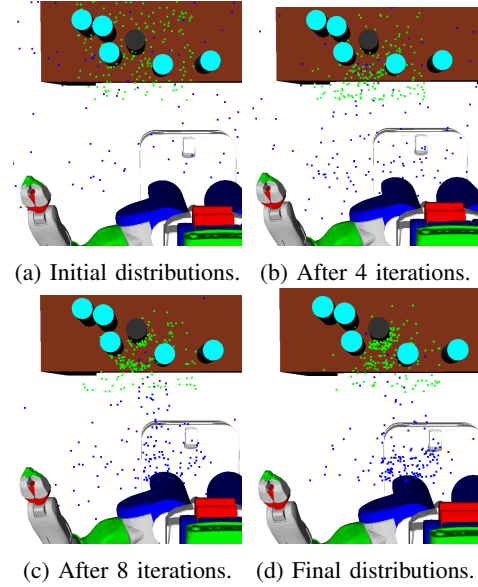 (a) Initial distributions. (b) After 4 iterations.
(c) After 8 iterations. (d) Final distributions.